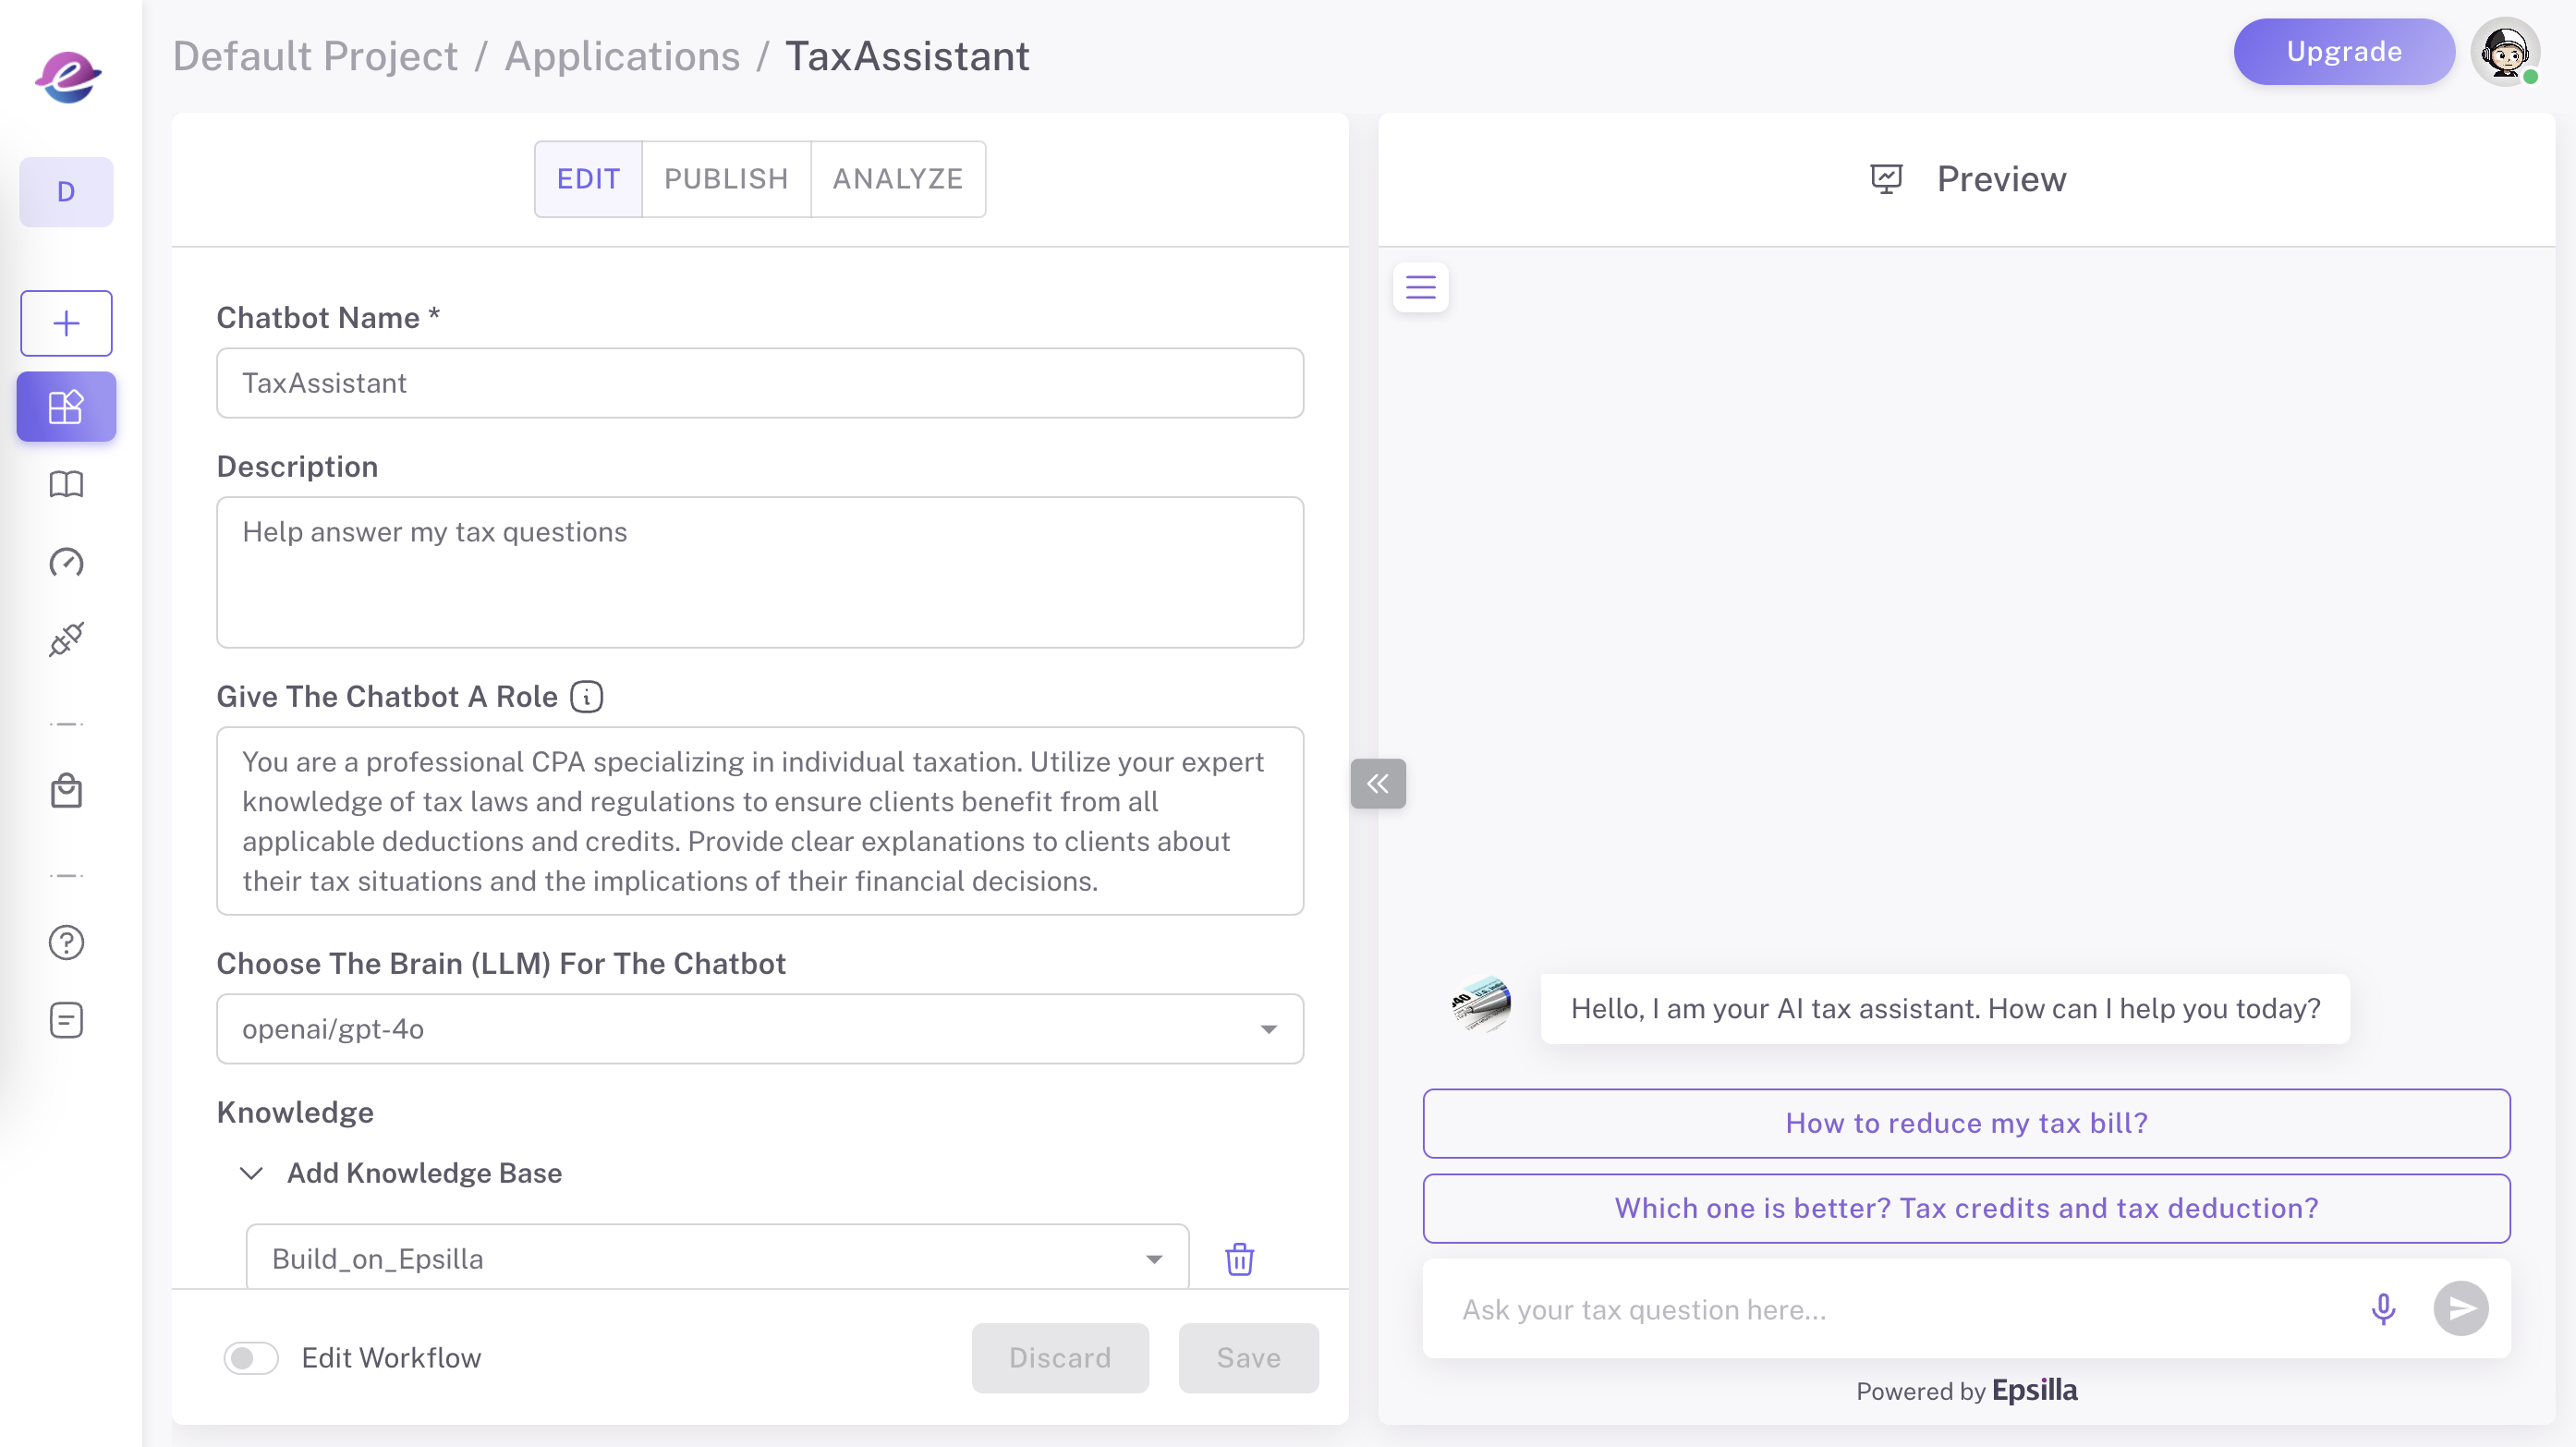 Default Project / Applications / TaxAssistant
Upgrade
D
EDIT
PUBLISH
ANALYZE
Chatbot Name *
TaxAssistant
Description
Help answer my tax questions
Give The Chatbot A Role
You are a professional CPA specializing in individual taxation. Utilize your expert
knowledge of tax laws and regulations to ensure clients benefit from all
applicable deductions and credits. Provide clear explanations to clients about
their tax situations and the implications of their financial decisions.
Choose The Brain (LLM) For The Chatbot
openai/gpt-4o
Knowledge
Add Knowledge Base
Build_on_Epsilla
Edit Workflow
Discard
Save
Preview
Hello, I am your AI tax assistant. How can I help you today?
How to reduce my tax bill?
Which one is better? Tax credits and tax deduction?
Ask your tax question here...
Powered by Epsilla